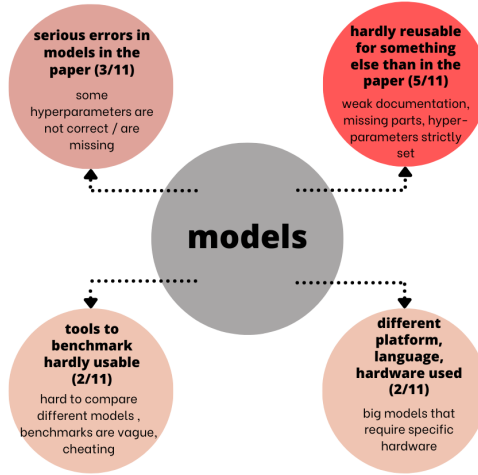 serious errors in
models in the
paper (3/11)
some
hyperparameters are
not correct / are
missing
hardly reusable
for something
else than in the
paper (5/11)
weak documentation,
missing parts, hyper-
parameters strictly
set
models
tools to
benchmark
hardly usable
(2/11)
hard to compare
different models ,
benchmarks are vague,
cheating
different
platform,
language,
hardware used
(2/11)
big models that
require specific
hardware